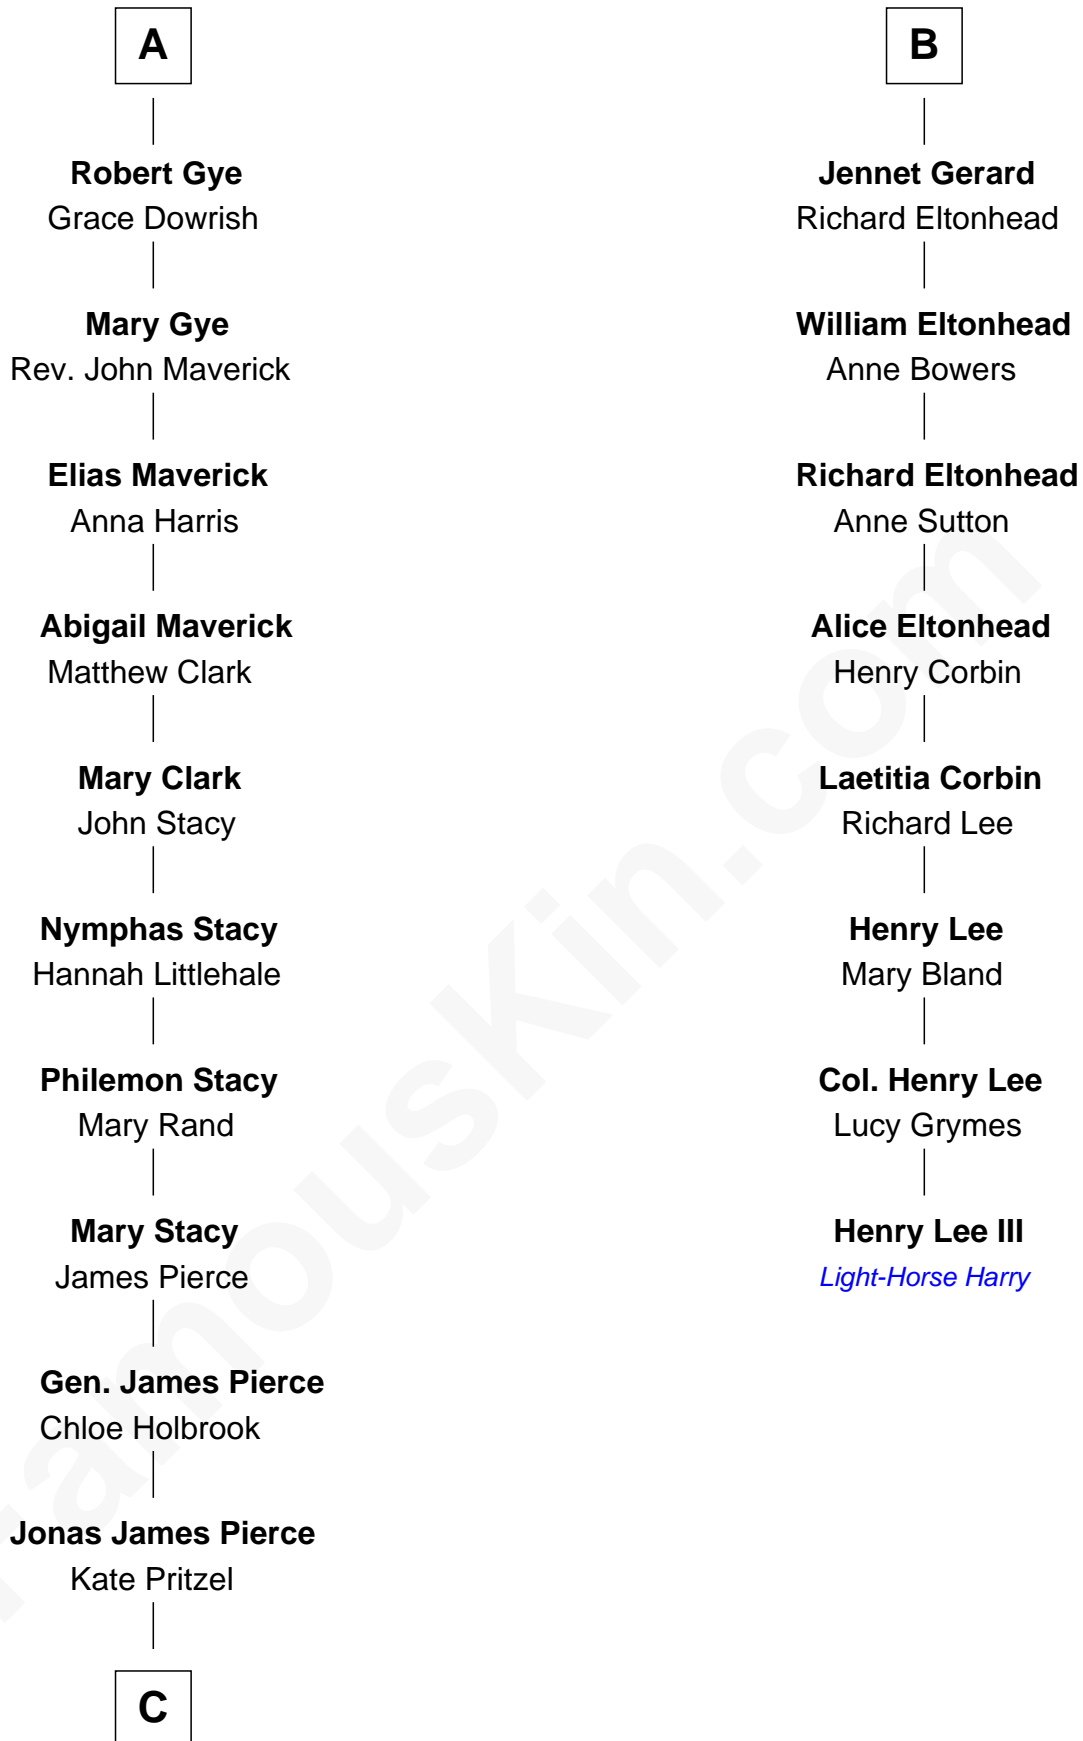 A
Robert Gye
Grace Dowrish
Mary Gye
Rev. John Maverick
Elias Maverick
Anna Harris
Abigail Maverick
Matthew Clark
Mary Clark
John Stacy
Nymphas Stacy
Hannah Littlehale
Philemon Stacy
Mary Rand
Mary Stacy
James Pierce
Gen. James Pierce
Chloe Holbrook
Jonas James Pierce
Kate Pritzel
C
B
Jennet Gerard
Richard Eltonhead
William Eltonhead
Anne Bowers
Richard Eltonhead
Anne Sutton
Alice Eltonhead
Henry Corbin
Laetitia Corbin
Richard Lee
Henry Lee
Mary Bland
Col. Henry Lee
Lucy Grymes
Henry Lee III
Light-Horse Harry
FamousKin.com